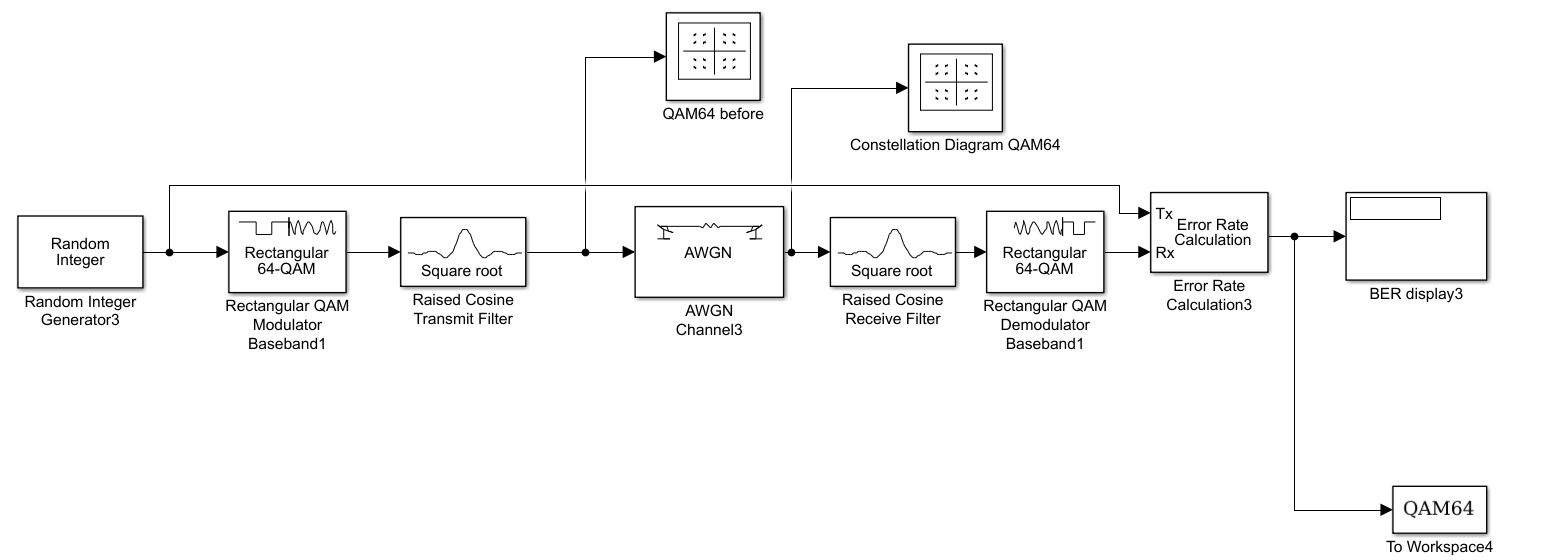 QAM64 before
Constellation Diagram QAM64
Random
Integer
Random Integer
Generator3
Rectangular
64-QAM
Rectangular QAM
Modulator
Baseband1
Square root
Raised Cosine
Transmit Filter
AWGN
AWGN
Channel3
Square root
Raised Cosine
Receive Filter
Rectangular
64-QAM
Rectangular QAM
Demodulator
Baseband1
Tx
Rx
Error Rate
Calculation
Error Rate
Calculation3
BER display3
QAM64
To Workspace4